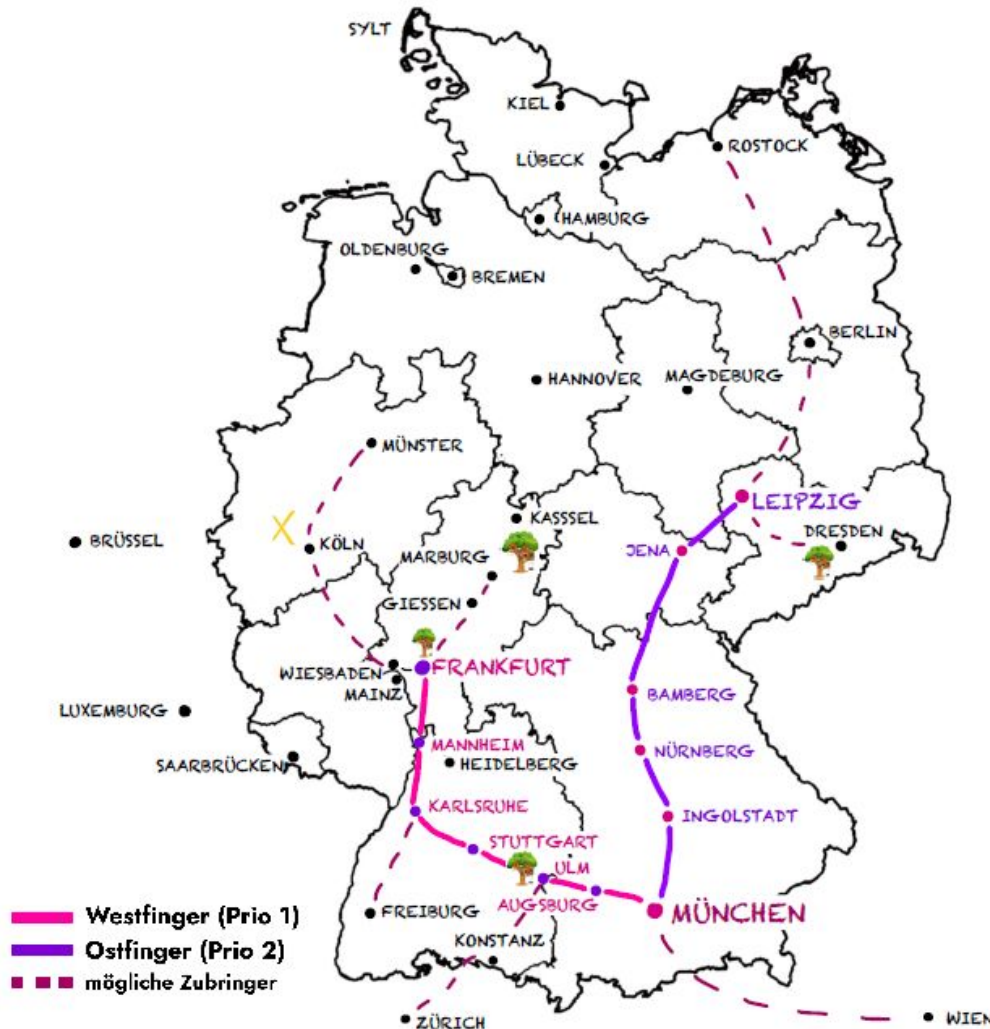 SYLT
KIEL
ROSTOCK
LÜBECK
HAMBURG
OLDENBURG
BREMEN
BERLIN
HANNOVER
MAGDEBURG
MÜNSTER
LEIPZIG
KASSSEL
DRESDEN
BRÜSSEL
KÖLN
JENA
MARBURG
GIESSEN
WIESBADEN
FRANKFURT
MAINZ
BAMBERG
LUXEMBURG
MANNHEIM
NÜRNBERG
SAARBRÜCKEN
HEIDELBERG
KARLSRUHE
INGOLSTADT
STUTTGART
ULM
AUGSBURG
FREIBURG
MÜNCHEN
KONSTANZ
ZÜRICH
WIEN
Westfinger (Prio 1)
Ostfinger (Prio 2)
mögliche Zubringer